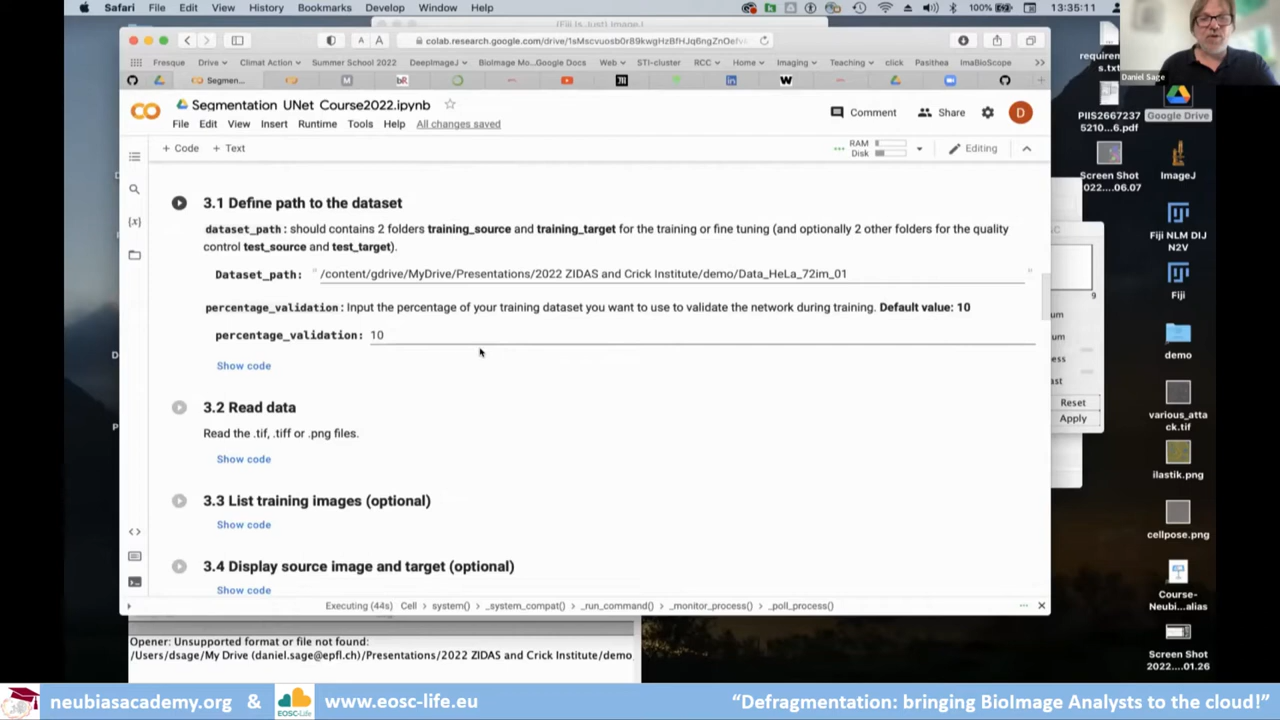 Safari File Edit View History Bookmarks Develop Window Help 100% 13:35:11
(Fiji Is Just) ImageJ
A A colab.research.google.com/drive/
Fresque Drive Climat Action Summer School 2022 DeepImageJ BioImage Mo...Google Docs Web STI-cluster RCC Home Imaging Teaching click Pasithea ImaBioScope
Segmen...
M bR W
CO Segmentation UNet Course2022.ipynb
Comment Share D
File Edit View Insert Runtime Tools Help All changes saved
+ Code + Text RAM Disk Editing
3.1 Define path to the dataset
dataset_path: should contains 2 folders training_source and training_target for the training or fine tuning (and optionally 2 other folders for the quality
control test_source and test_target).
Dataset_path: "/content/gdrive/MyDrive/Presentations/2022 ZIDAS and Crick Institute/demo/Data_HeLa_72im_01"
percentage_validation: Input the percentage of your training dataset you want to use to validate the network during training. Default value: 10
percentage_validation: 10
Show code
3.2 Read data
Read the .tif, .tiff or .png files.
Show code
3.3 List training images (optional)
Show code
3.4 Display source image and target (optional)
Show code
Executing (44s) Cell > system() > _system_compat() > _run_command() > _monitor_process() > _poll_process()
Opener: Unsupported format or file not found:
/Users/dsage/My Drive (daniel.sage@epfl.ch)/Presentations/2022 ZIDAS and Crick Institute/demo
Daniel Sage
s.txt
PIIS2667237
5210...6.pdf
Google Drive
Screen Shot
2022....06.07
ImageJ
Fiji NLM DIJ
N2V
Fiji
9
Reset
Apply
demo
various_atta
ck.tif
ilastik.png
cellpose.png
Course-
Neubi...alias
Screen Shot
2022....01.26
neubiasacademy.org & EOSC-Life www.eosc-life.eu "Defragmentation: bringing BioImage Analysts to the cloud!"